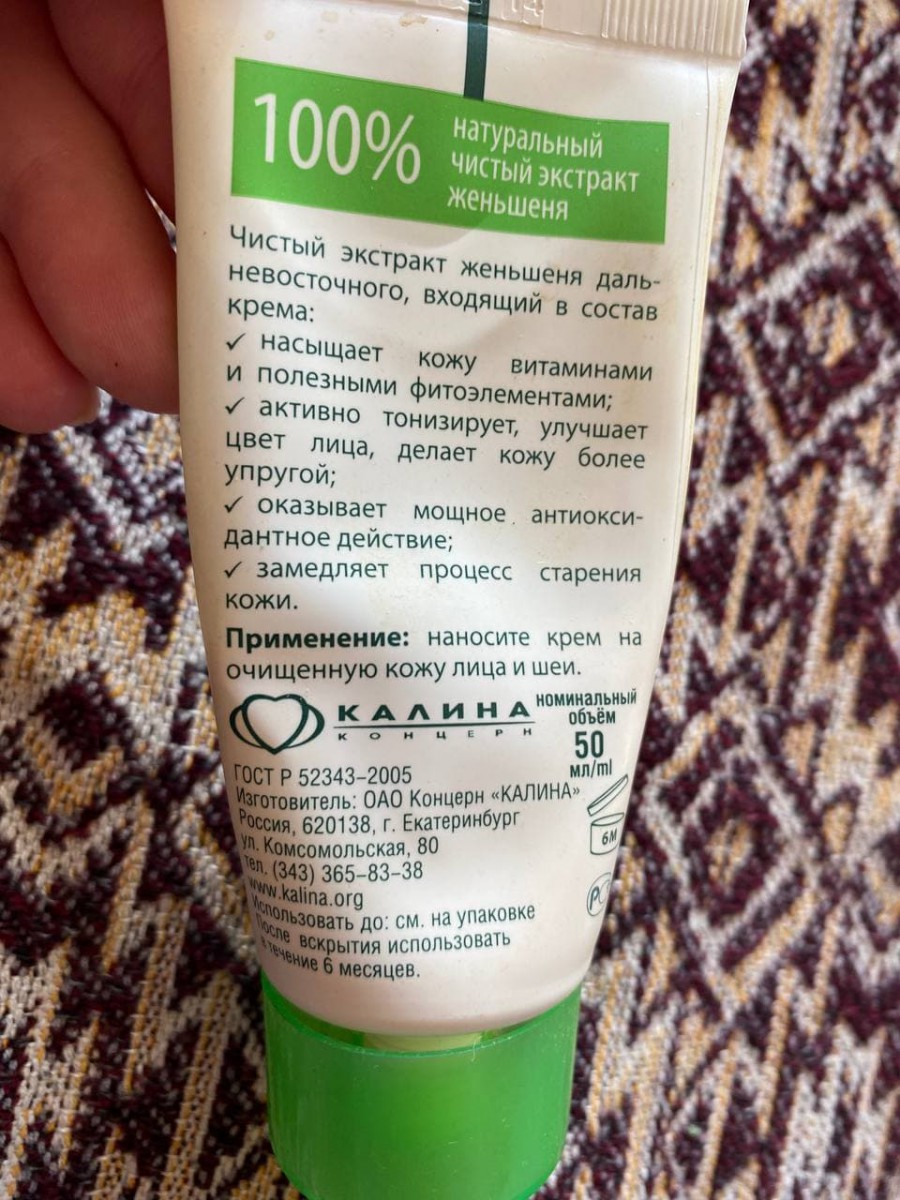 100%
натуральный
чистый экстракт
женьшеня
Чистый экстракт женьшеня даль-
невосточного, входящий в состав
крема:
✓ насыщает кожу витаминами
и полезными фитоэлементами;
✓ активно тонизирует, улучшает
цвет лица, делает кожу более
упругой;
✓ оказывает мощное антиокси-
дантное действие;
✓ замедляет процесс старения
кожи.
Применение: наносите крем на
очищенную кожу лица и шеи.
КАЛИНА
КОНЦЕРН
номинальный
объём
50
мл/ml
ГОСТ Р 52343–2005
Изготовитель: ОАО Концерн «КАЛИНА»
Россия, 620138, г. Екатеринбург
ул. Комсомольская, 80
тел. (343) 365–83–38
www.kalina.org
6М
Использовать до: см. на упаковке
После вскрытия использовать
в течение 6 месяцев.